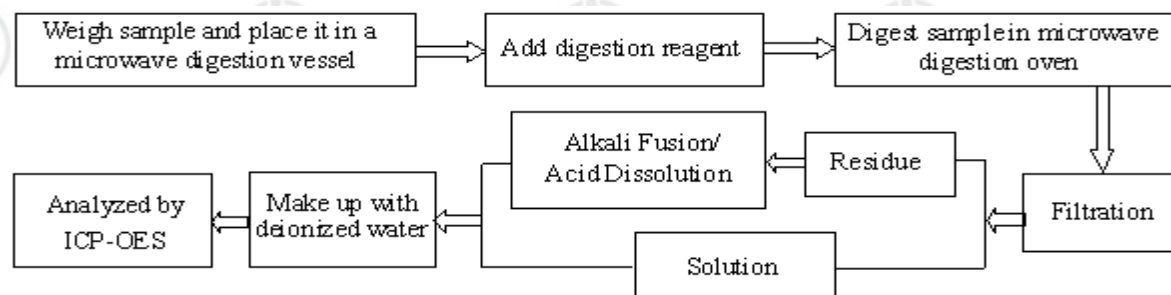 Weigh sample and place it in a
microwave digestion vessel
Add digestion reagent
Digest sample in microwave
digestion oven
Filtration
Residue
Alkali Fusion/
Acid Dissolution
Solution
Make up with
deionized water
Analyzed by
ICP-OES